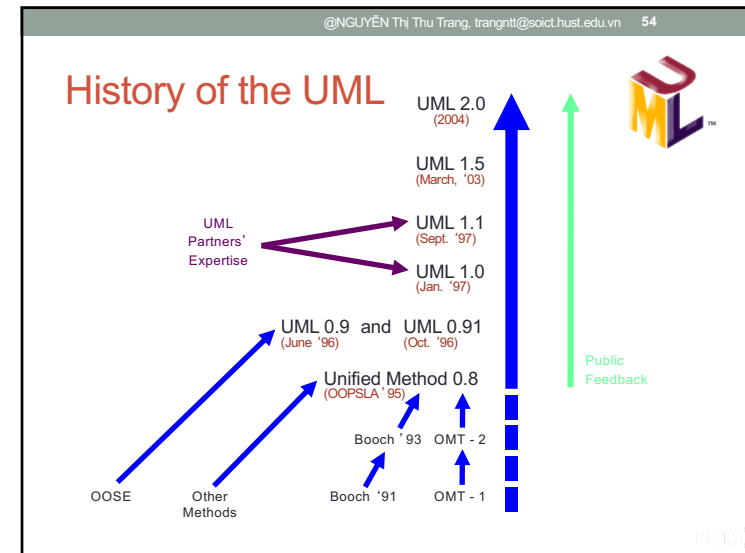 @NGUYỄN Thị Thu Trang, trangntt@soict.hust.edu.vn 54
History of the UML
UML
™
UML 2.0
(2004)
UML 1.5
(March, ‘03)
UML
Partners’
Expertise
UML 1.1
(Sept. ‘97)
UML 1.0
(Jan. ‘97)
UML 0.9 and UML 0.91
(June ‘96) (Oct. ‘96)
Public
Feedback
Unified Method 0.8
(OOPSLA ’95)
Booch ’93 OMT - 2
OOSE
Other
Methods
Booch ‘91 OMT - 1